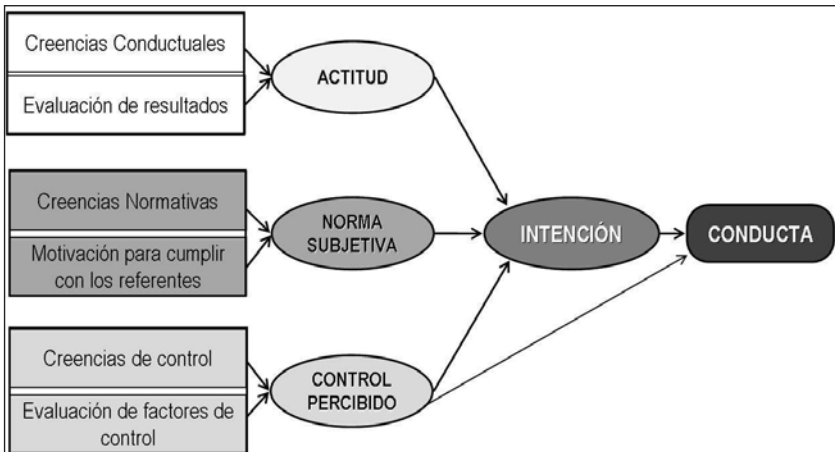 Creencias Conductuales
Evaluación de resultados
ACTITUD
Creencias Normativas
Motivación para cumplir
con los referentes
NORMA
SUBJETIVA
INTENCIÓN
CONDUCTA
Creencias de control
Evaluación de factores de
control
CONTROL
PERCIBIDO